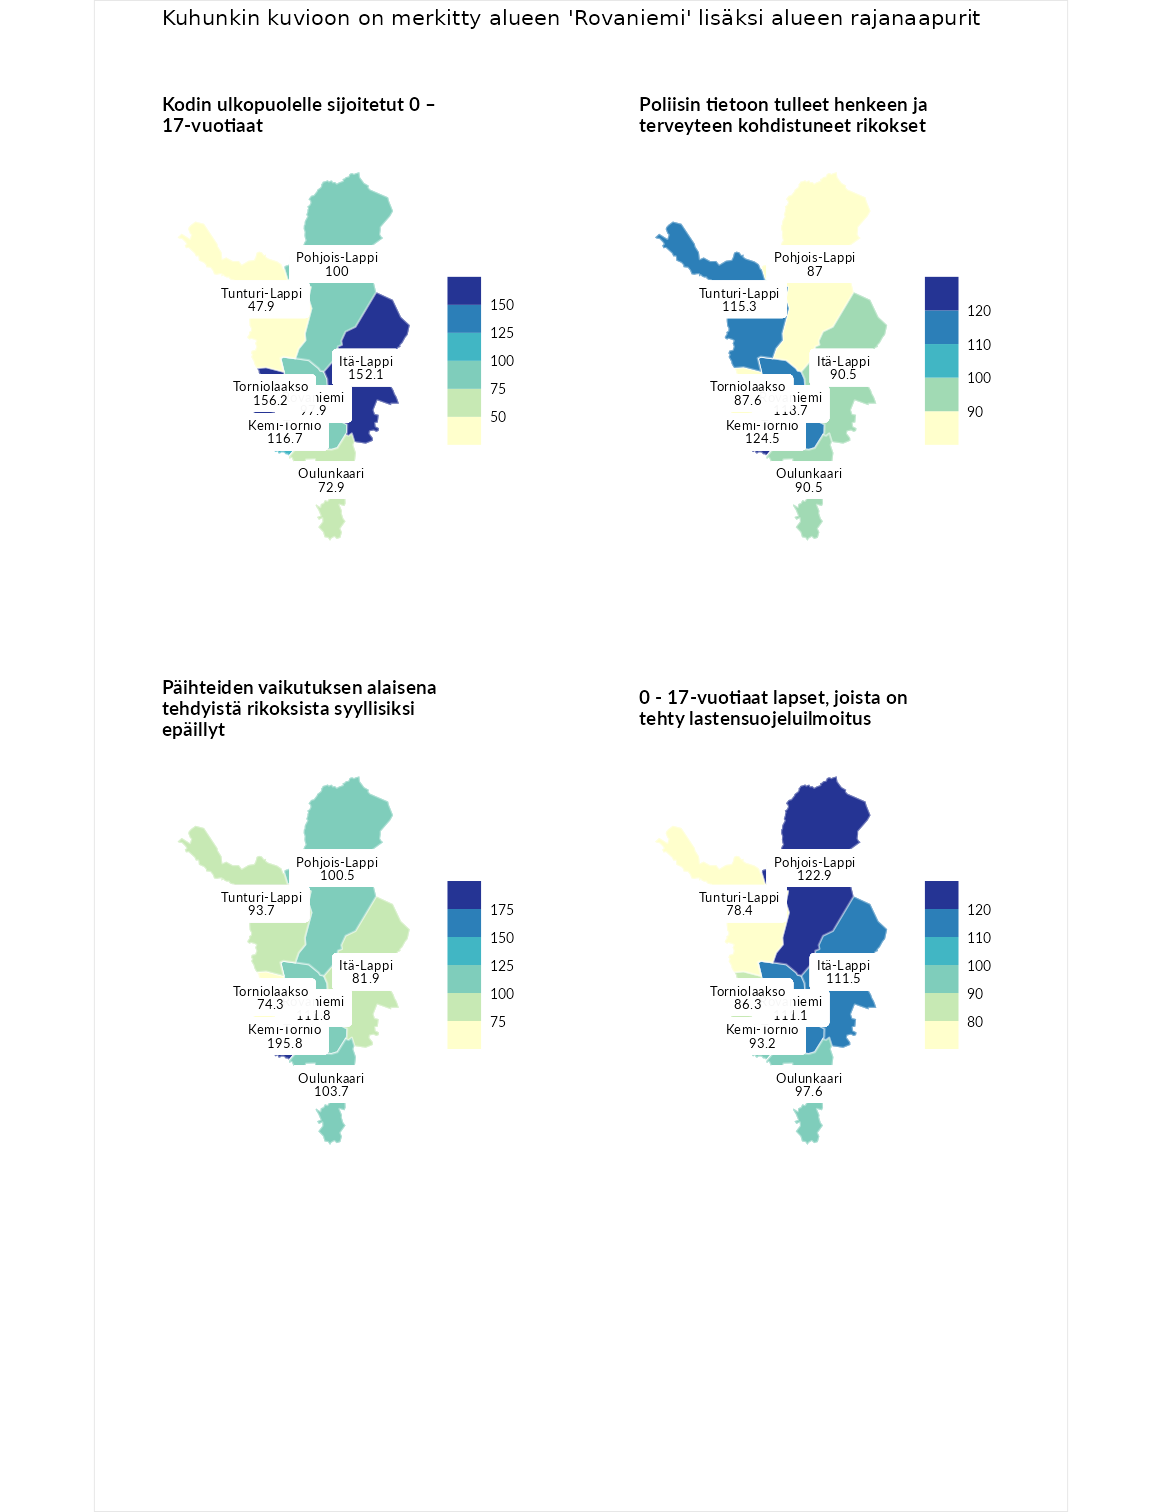 Kuhunkin kuvioon on merkitty alueen 'Rovaniemi' lisäksi alueen rajanaapurit
Kodin ulkopuolelle sijoitetut 0 –
17-vuotiaat
Pohjois-Lappi
100
Tunturi-Lappi
47.9
Itä-Lappi
152.1
Torniolaakso
156.2
Kemi-Tornio
116.7
Oulunkaari
72.9
150
125
100
75
50
Poliisin tietoon tulleet henkeen ja
terveyteen kohdistuneet rikokset
Pohjois-Lappi
87
Tunturi-Lappi
115.3
Itä-Lappi
90.5
Torniolaakso
87.6
Kemi-Tornio
124.5
Oulunkaari
90.5
120
110
100
90
Päihteiden vaikutuksen alaisena
tehdyistä rikoksista syyllisiksi
epäillyt
Pohjois-Lappi
100.5
Tunturi-Lappi
93.7
Itä-Lappi
81.9
Torniolaakso
74.3
niemi
111.8
Kemi-Tornio
195.8
Oulunkaari
103.7
175
150
125
100
75
0 - 17-vuotiaat lapset, joista on
tehty lastensuojeluilmoitus
Pohjois-Lappi
122.9
Tunturi-Lappi
78.4
Itä-Lappi
111.5
Torniolaakso
86.3
niemi
111.1
Kemi-Tornio
93.2
Oulunkaari
97.6
120
110
100
90
80